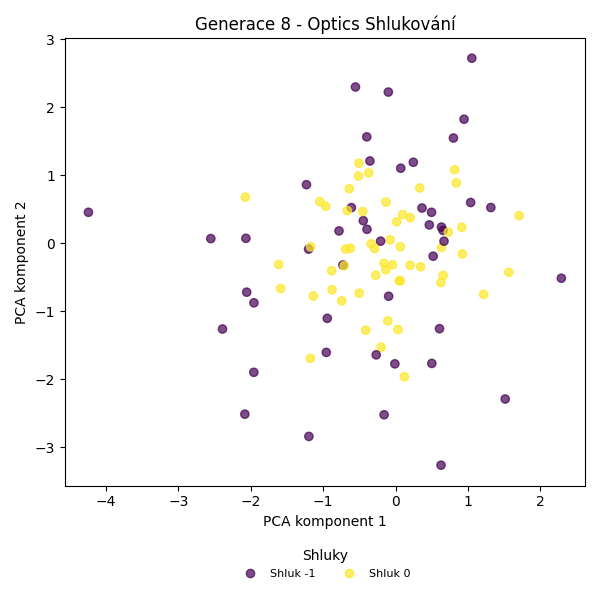 Generace 8 - Optics Shlukování
3
2
1
0
−1
−2
−3
PCA komponent 2
−4 −3 −2 −1 0 1 2
PCA komponent 1
Shluky
Shluk -1 Shluk 0